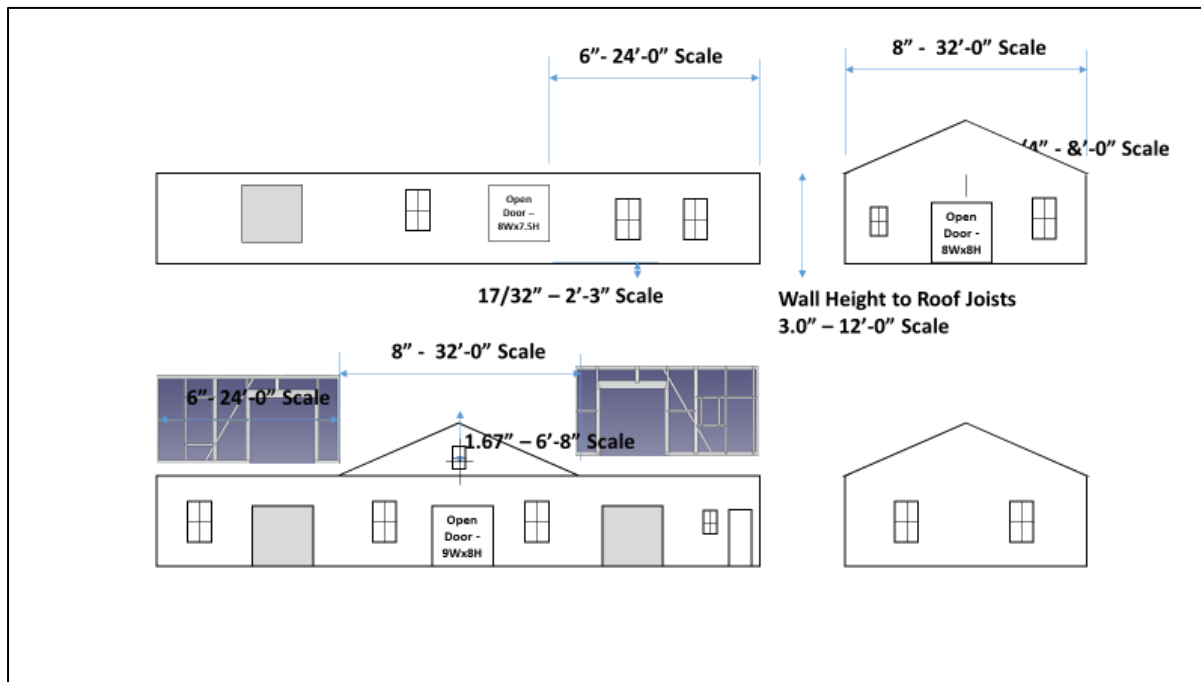 6”- 24’-0” Scale
8” - 32’-0” Scale
/4” - &’-0” Scale
Open
Door –
8Wx7.5H
Open
Door -
8Wx8H
17/32” – 2’-3” Scale
Wall Height to Roof Joists
3.0” – 12’-0” Scale
8” - 32’-0” Scale
6”- 24’-0” Scale
1.67” – 6’-8” Scale
Open
Door -
9Wx8H